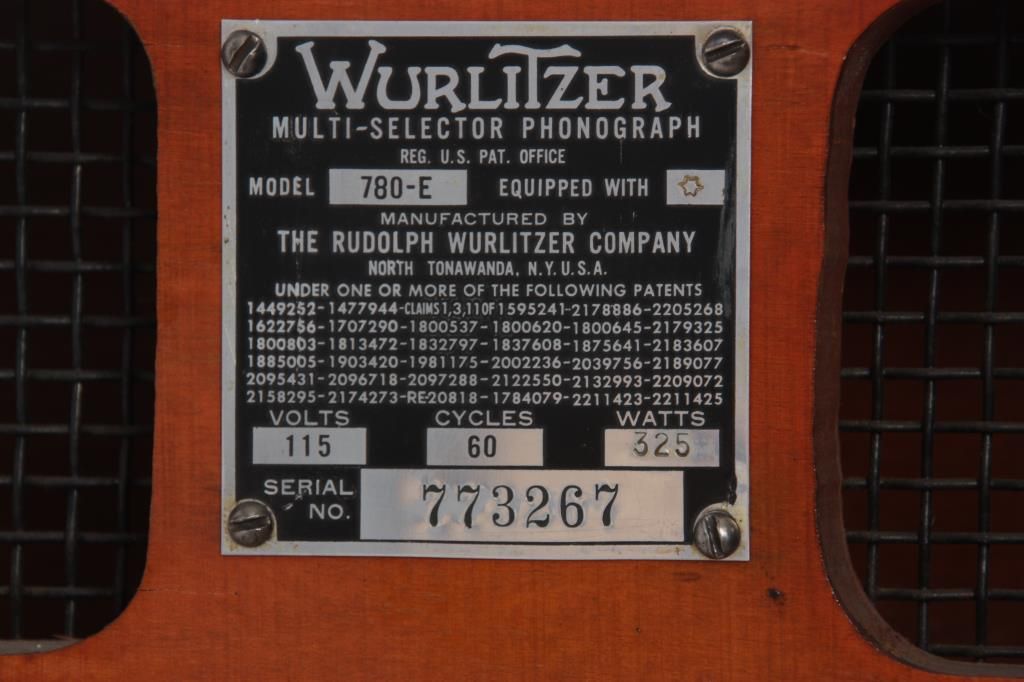 WURLITZER
MULTI-SELECTOR PHONOGRAPH
REG. U.S. PAT. OFFICE
MODEL 780-E EQUIPPED WITH
MANUFACTURED BY
THE RUDOLPH WURLITZER COMPANY
NORTH TONAWANDA, N.Y. U.S.A.
UNDER ONE OR MORE OF THE FOLLOWING PATENTS
1449252-1477944-CLAIMS 1,3,11 OF 1595241-2178886-2205268
1622756-1707290-1800537-1800620-1800645-2179325
1800803-1813472-1832797-1837608-1875641-2183607
1885005-1903420-1981175-2002236-2039756-2189077
2095431-2096718-2097288-2122550-2132993-2209072
2158295-2174273-RE-20818-1784079-2211423-2211425
VOLTS CYCLES WATTS
115 60 325
SERIAL NO. 773267